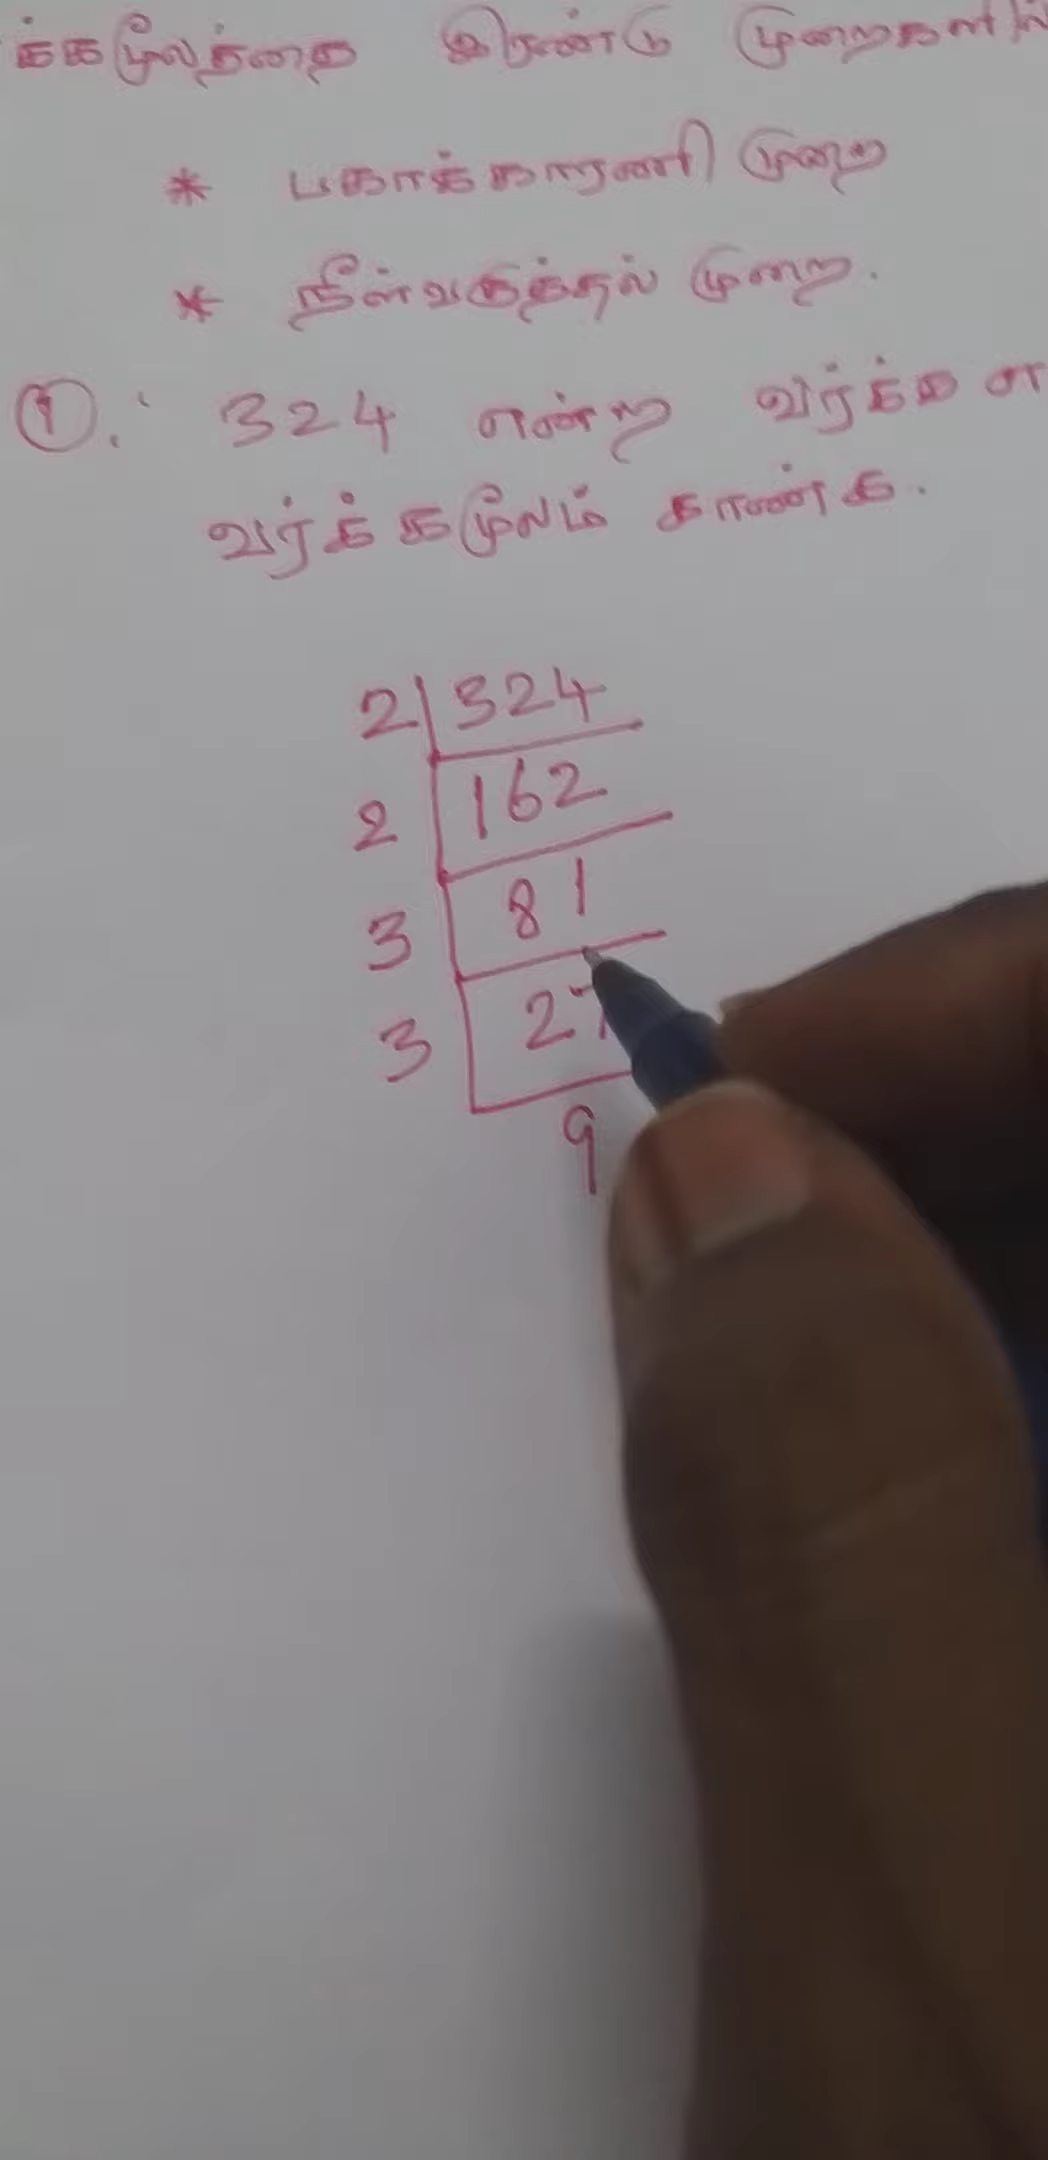 க்கமூலத்தை இரண்டு முறைகளில்
* பகாக்காரணி முறை
* நீள்வகுத்தல் முறை.
①. 324 என்ற வர்க்க
வர்க்கமூலம் காண்க.
2 324
2 162
3 81
3 27
9